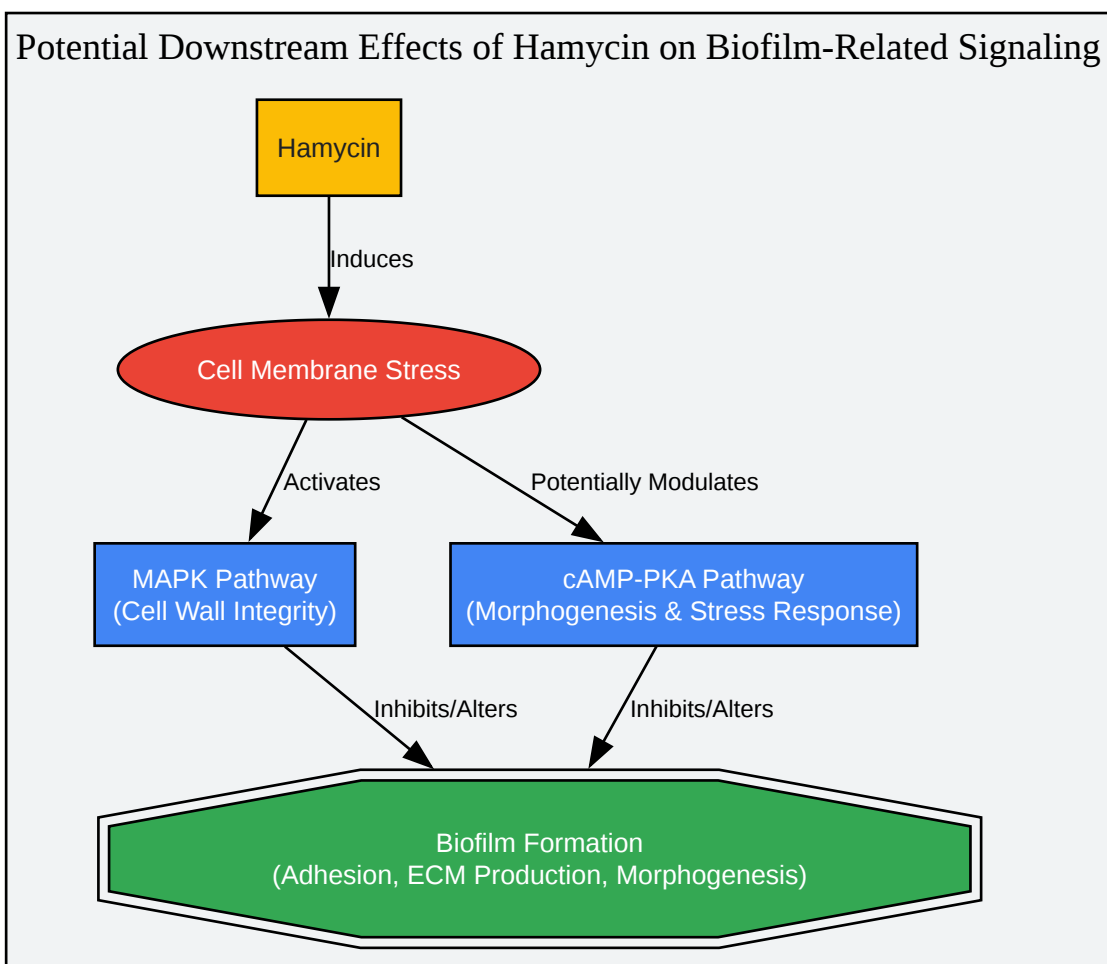 Potential Downstream Effects of Hamycin on Biofilm-Related Signaling
Hamycin
Induces
Cell Membrane Stress
Activates
Potentially Modulates
MAPK Pathway
(Cell Wall Integrity)
cAMP-PKA Pathway
(Morphogenesis & Stress Response)
Inhibits/Alters
Inhibits/Alters
Biofilm Formation
(Adhesion, ECM Production, Morphogenesis)